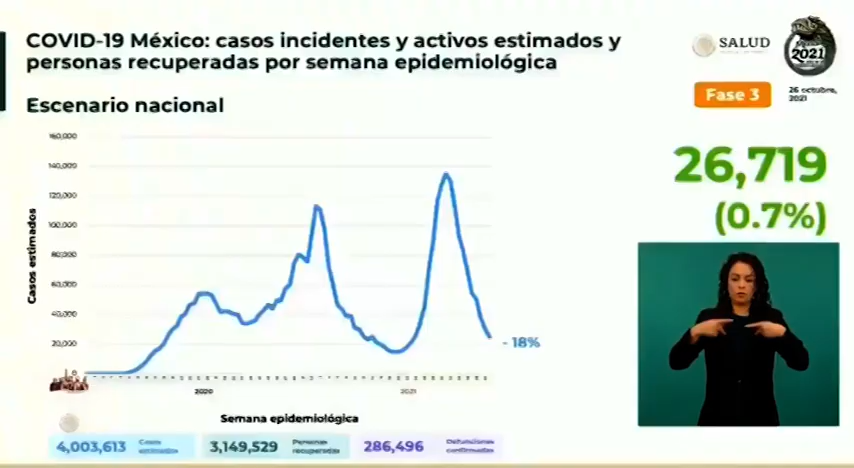 COVID-19 México: casos incidentes y activos estimados y
personas recuperadas por semana epidemiológica
SALUD
México
2021
Fase 3
26 octubre,
2021
Escenario nacional
26,719
(0.7%)
Casos estimados
160,000
140,000
120,000
100,000
80,000
60,000
40,000
20,000
0
- 18%
2020
2021
Semana epidemiológica
4,003,613
Casos
estimados
3,149,529
Personas
recuperadas
286,496
Defunciones
confirmadas